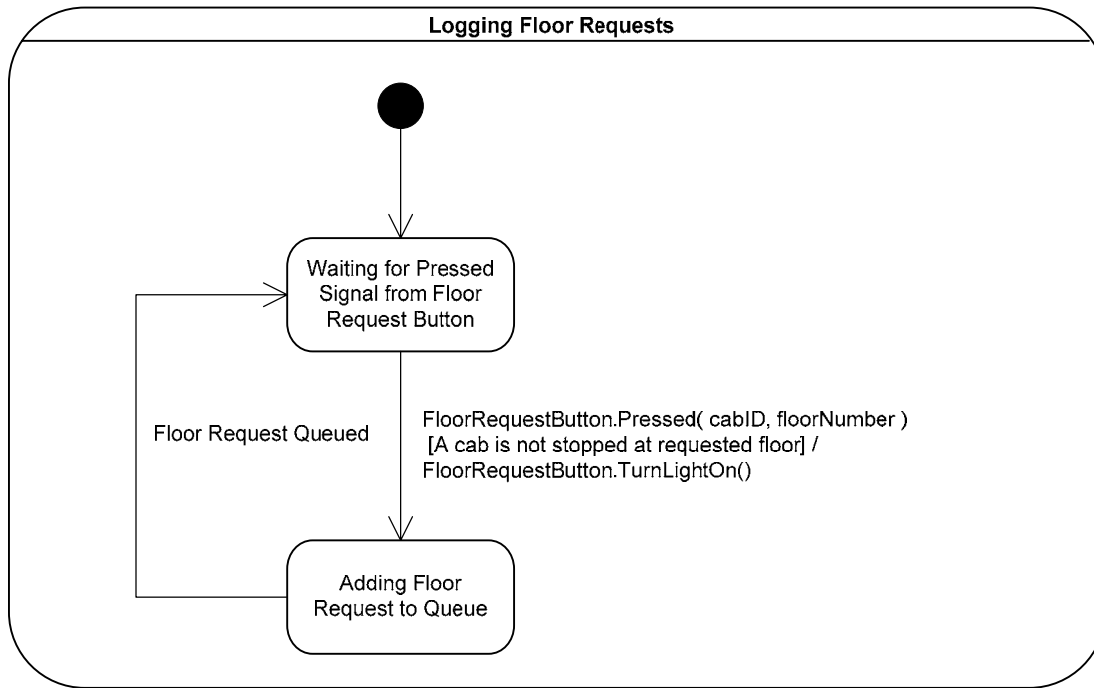 Logging Floor Requests
Waiting for Pressed
Signal from Floor
Request Button
Floor Request Queued
FloorRequestButton.Pressed( cabID, floorNumber )
[A cab is not stopped at requested floor] /
FloorRequestButton.TurnLightOn()
Adding Floor
Request to Queue